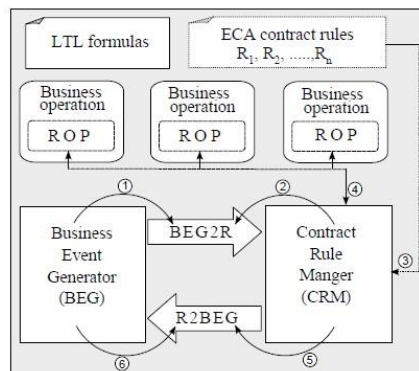 LTL formulas
ECA contract rules
R1, R2, .....,Rn
Business
operation
ROP
Business
operation
ROP
Business
operation
ROP
1
2
4
Business
Event
Generator
(BEG)
BEG2R
Contract
Rule
Manger
(CRM)
3
R2BEG
6
5